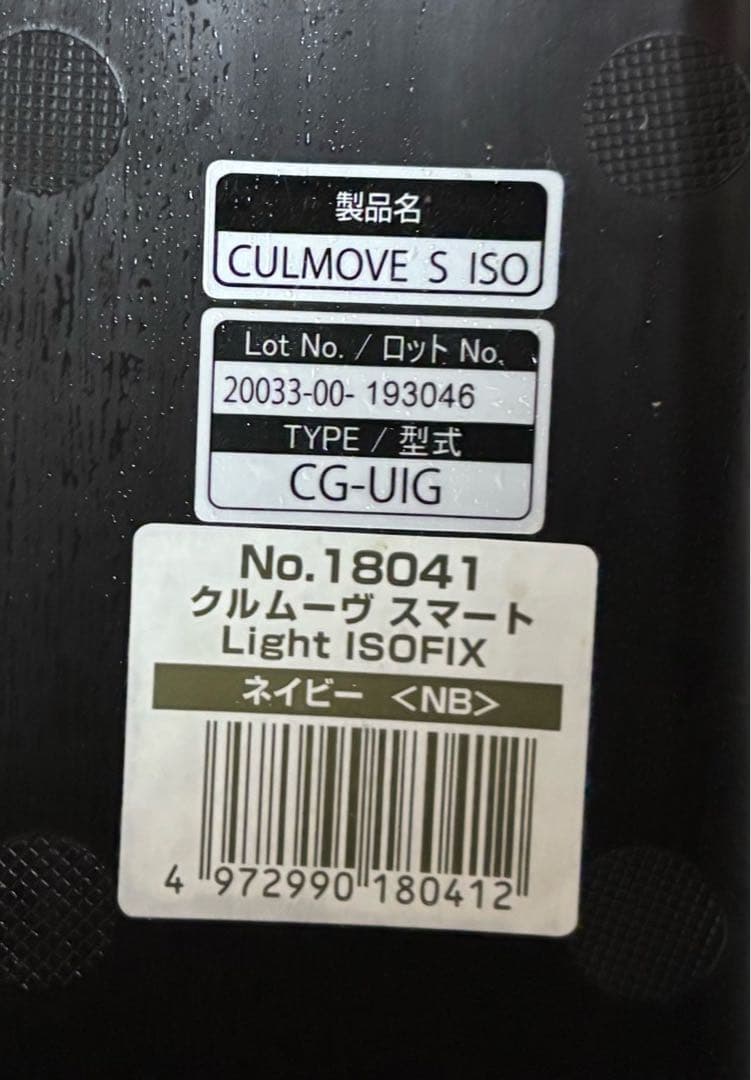 製品名
CULMOVE S ISO
Lot No. / ロット No.
20033-00- 193046
TYPE / 型式
CG-UIG
No.18041
クルムーヴ スマート
Light ISOFIX
ネイビー <NB>
4 972990 180412